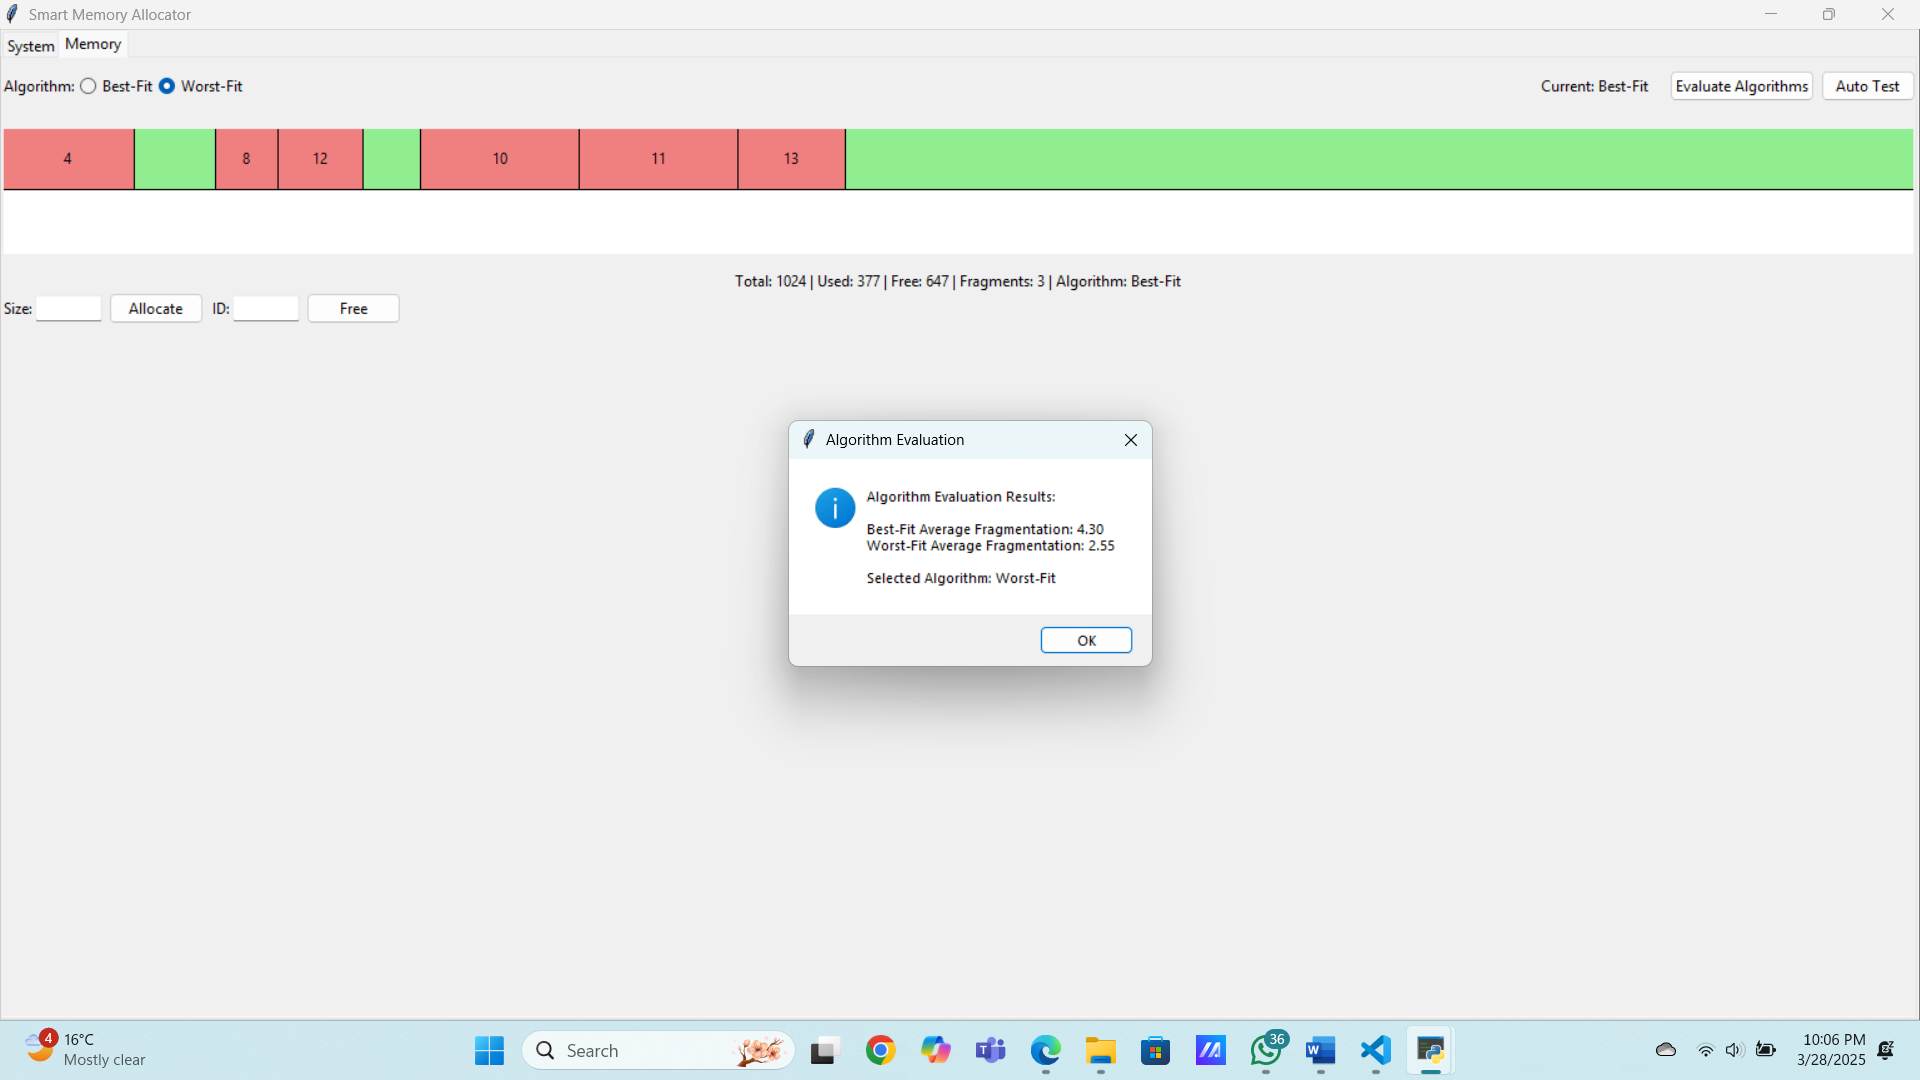 Smart Memory Allocator
System Memory
Algorithm: Best-Fit Worst-Fit Current: Best-Fit Evaluate Algorithms Auto Test
4 8 12 10 11 13
Total: 1024 | Used: 377 | Free: 647 | Fragments: 3 | Algorithm: Best-Fit
Size: Allocate ID: Free
Algorithm Evaluation
Algorithm Evaluation Results:
Best-Fit Average Fragmentation: 4.30
Worst-Fit Average Fragmentation: 2.55
Selected Algorithm: Worst-Fit
OK
4 16°C
Mostly clear
Search
36
10:06 PM
3/28/2025